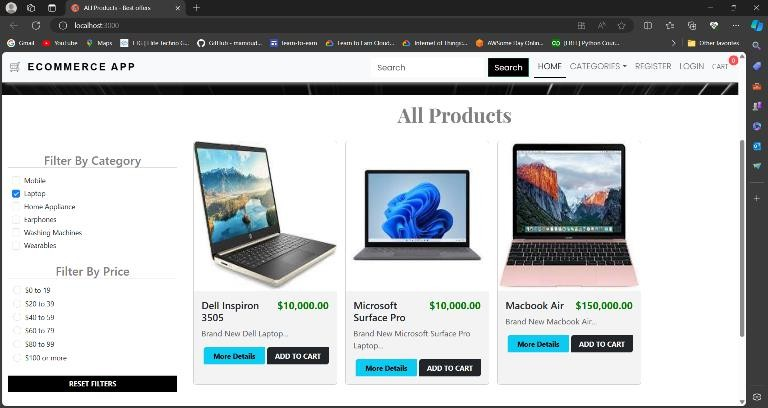 ALl Products - Best offers
localhost:3000
Gmail
YouTube
Maps
GitHub - mamoud...
learn-to-earn
Learn to Earn Cloud...
Internet of Things:...
AWSome Day Onlin...
[FREE] Python Cour...
Other favorites
ECOMMERCE APP
Search
Search
HOME
CATEGORIES
REGISTER
LOGIN
CART
0
All Products
Filter By Category
Mobile
Laptop
Home Appliance
Earphones
Washing Machines
Wearables
Filter By Price
$0 to 19
$20 to 39
$40 to 59
$60 to 79
$80 to 99
$100 or more
RESET FILTERS
Dell Inspiron 3505
$10,000.00
Brand New Dell Laptop...
More Details
ADD TO CART
Microsoft Surface Pro
$10,000.00
Brand New Microsoft Surface Pro
Laptop...
More Details
ADD TO CART
Macbook Air
$150,000.00
Brand New Macbook Air...
More Details
ADD TO CART